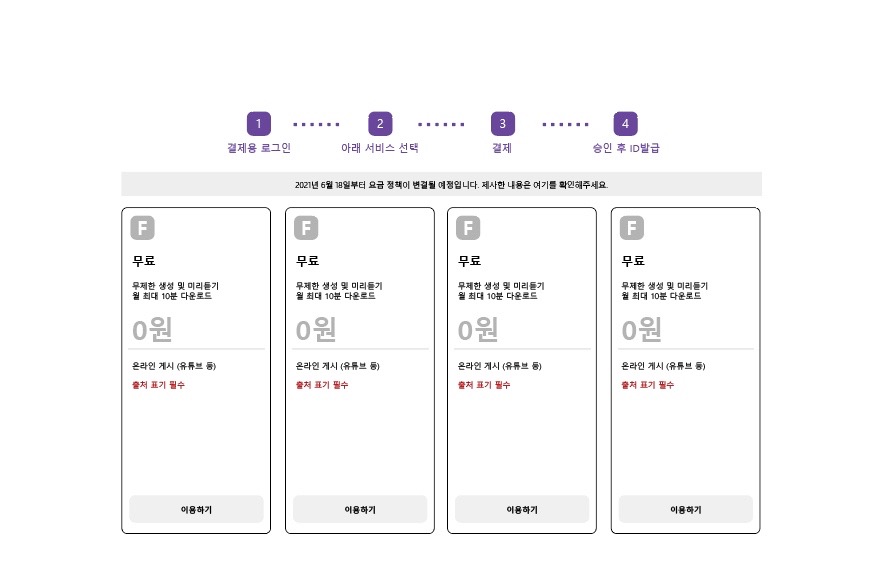 1
2
3
4
결제용 로그인
아래 서비스 선택
결제
승인 후 ID발급
2021년 6월 18일부터 요금 정책이 변결될 예정입니다. 제사한 내용은 여기를 확인해주세요.
F
무료
무제한 생성 및 미리듣기
월 최대 10분 다운로드
0원
온라인 게시 (유튜브 등)
출처 표기 필수
이용하기
F
무료
무제한 생성 및 미리듣기
월 최대 10분 다운로드
0원
온라인 게시 (유튜브 등)
출처 표기 필수
이용하기
F
무료
무제한 생성 및 미리듣기
월 최대 10분 다운로드
0원
온라인 게시 (유튜브 등)
출처 표기 필수
이용하기
F
무료
무제한 생성 및 미리듣기
월 최대 10분 다운로드
0원
온라인 게시 (유튜브 등)
출처 표기 필수
이용하기